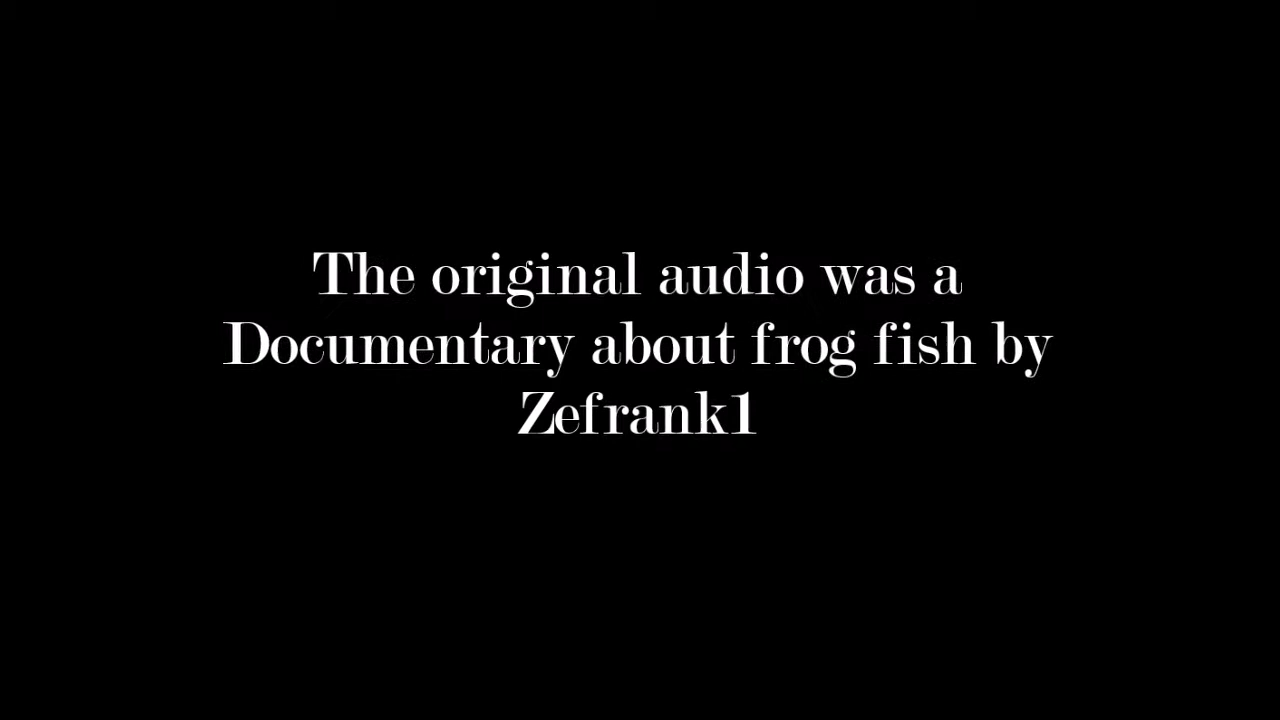 The original audio was a
Documentary about frog fish by
Zefrank1